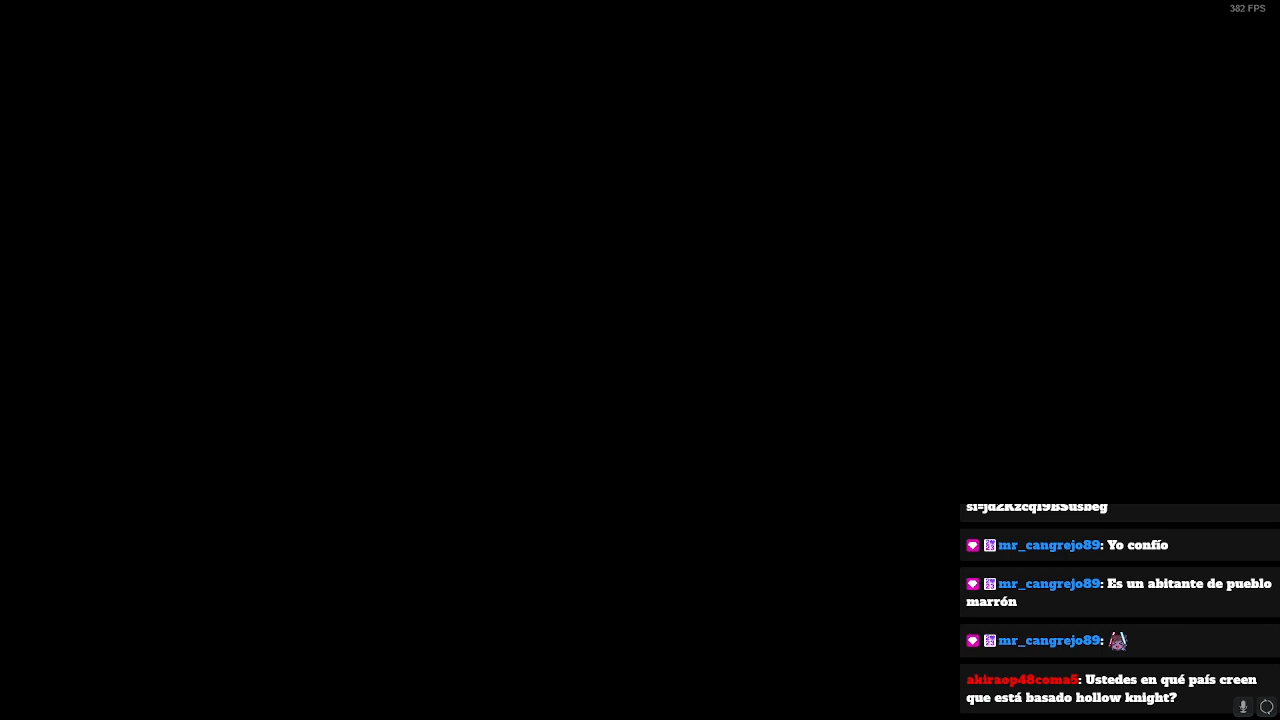 382 FPS
mr_cangrejo89: Yo confío
mr_cangrejo89: Es un abitante de pueblo
marrón
mr_cangrejo89:
akiraop48coma5: Ustedes en qué país creen
que está basado hollow knight?